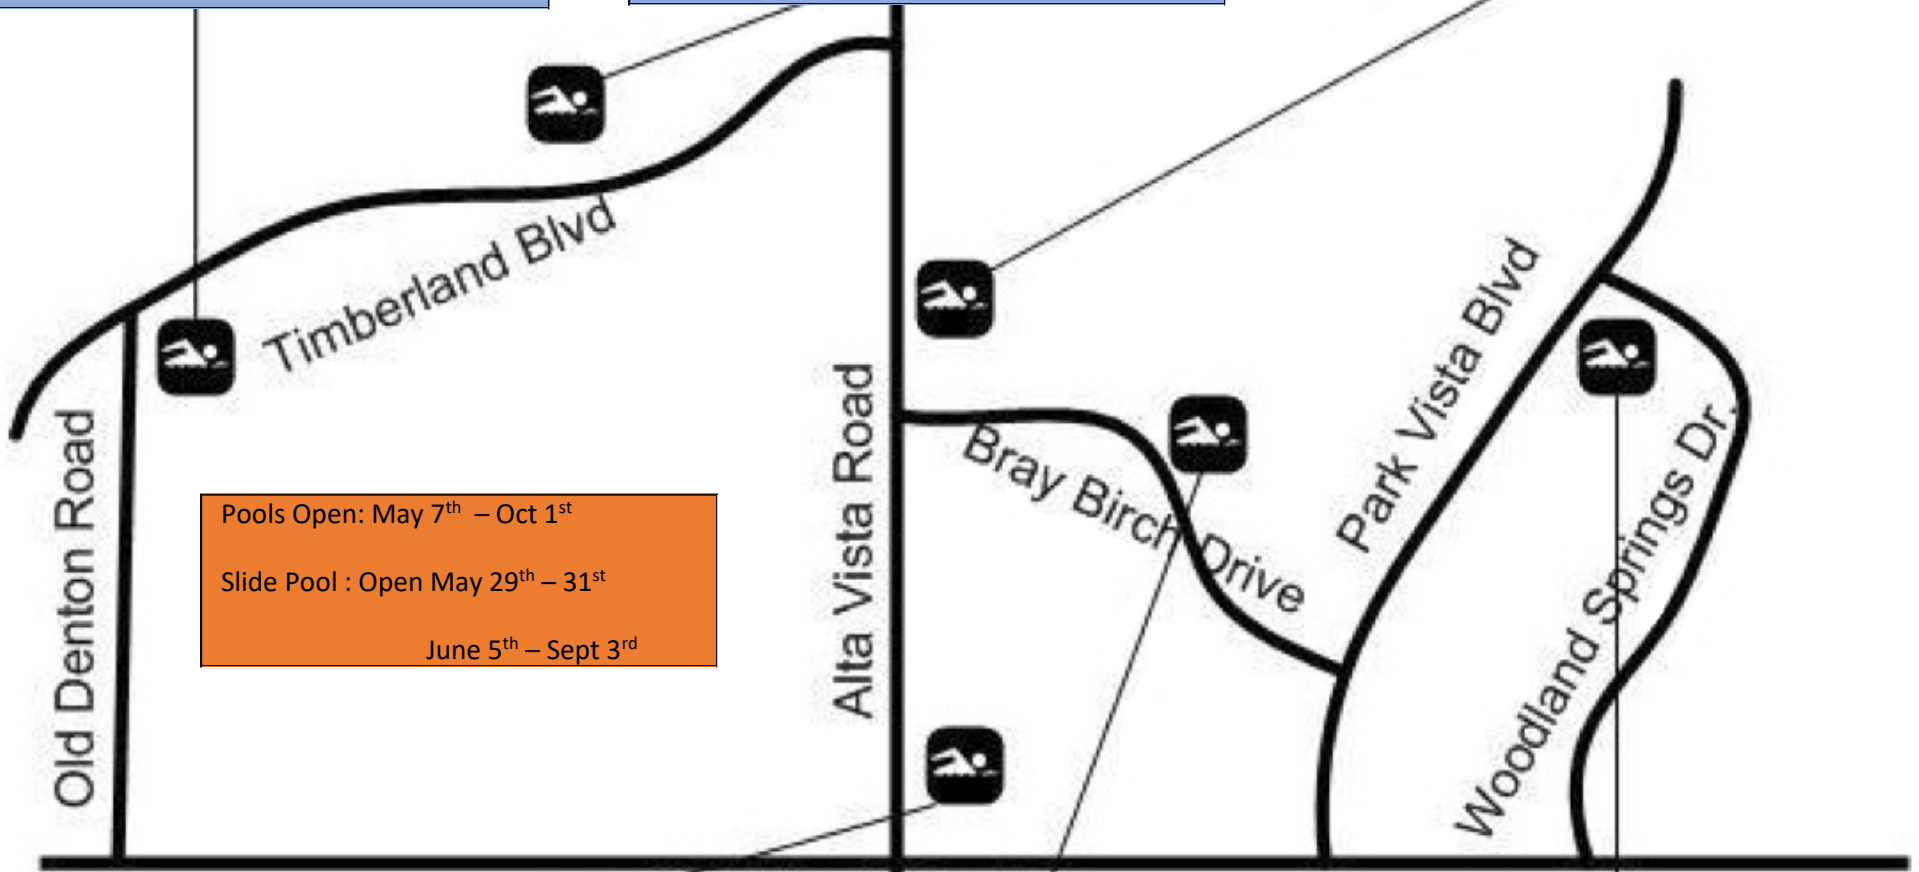 Timberland Blvd
Old Denton Road
Alta Vista Road
Bray Birch Drive
Park Vista Blvd
Woodland Springs Dr.
Pools Open: May 7th – Oct 1st
Slide Pool : Open May 29th – 31st
June 5th – Sept 3rd